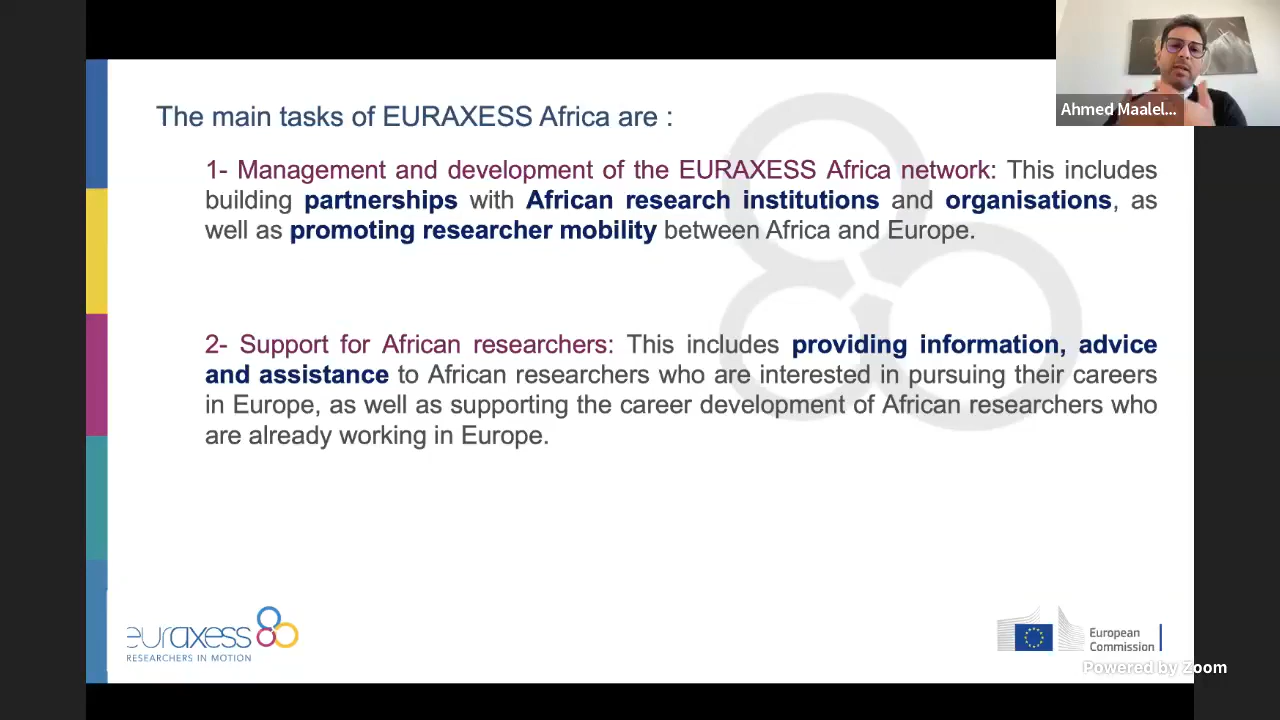 Ahmed Maalel...
The main tasks of EURAXESS Africa are :
1- Management and development of the EURAXESS Africa network: This includes
building partnerships with African research institutions and organisations, as
well as promoting researcher mobility between Africa and Europe.
2- Support for African researchers: This includes providing information, advice
and assistance to African researchers who are interested in pursuing their careers
in Europe, as well as supporting the career development of African researchers who
are already working in Europe.
euraxess
RESEARCHERS IN MOTION
European
Commission
Powered by Zoom